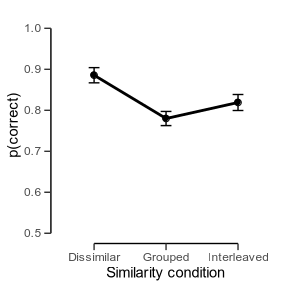 1.0
0.9
0.8
0.7
0.6
0.5
p(correct)
Dissimilar Grouped Interleaved
Similarity condition